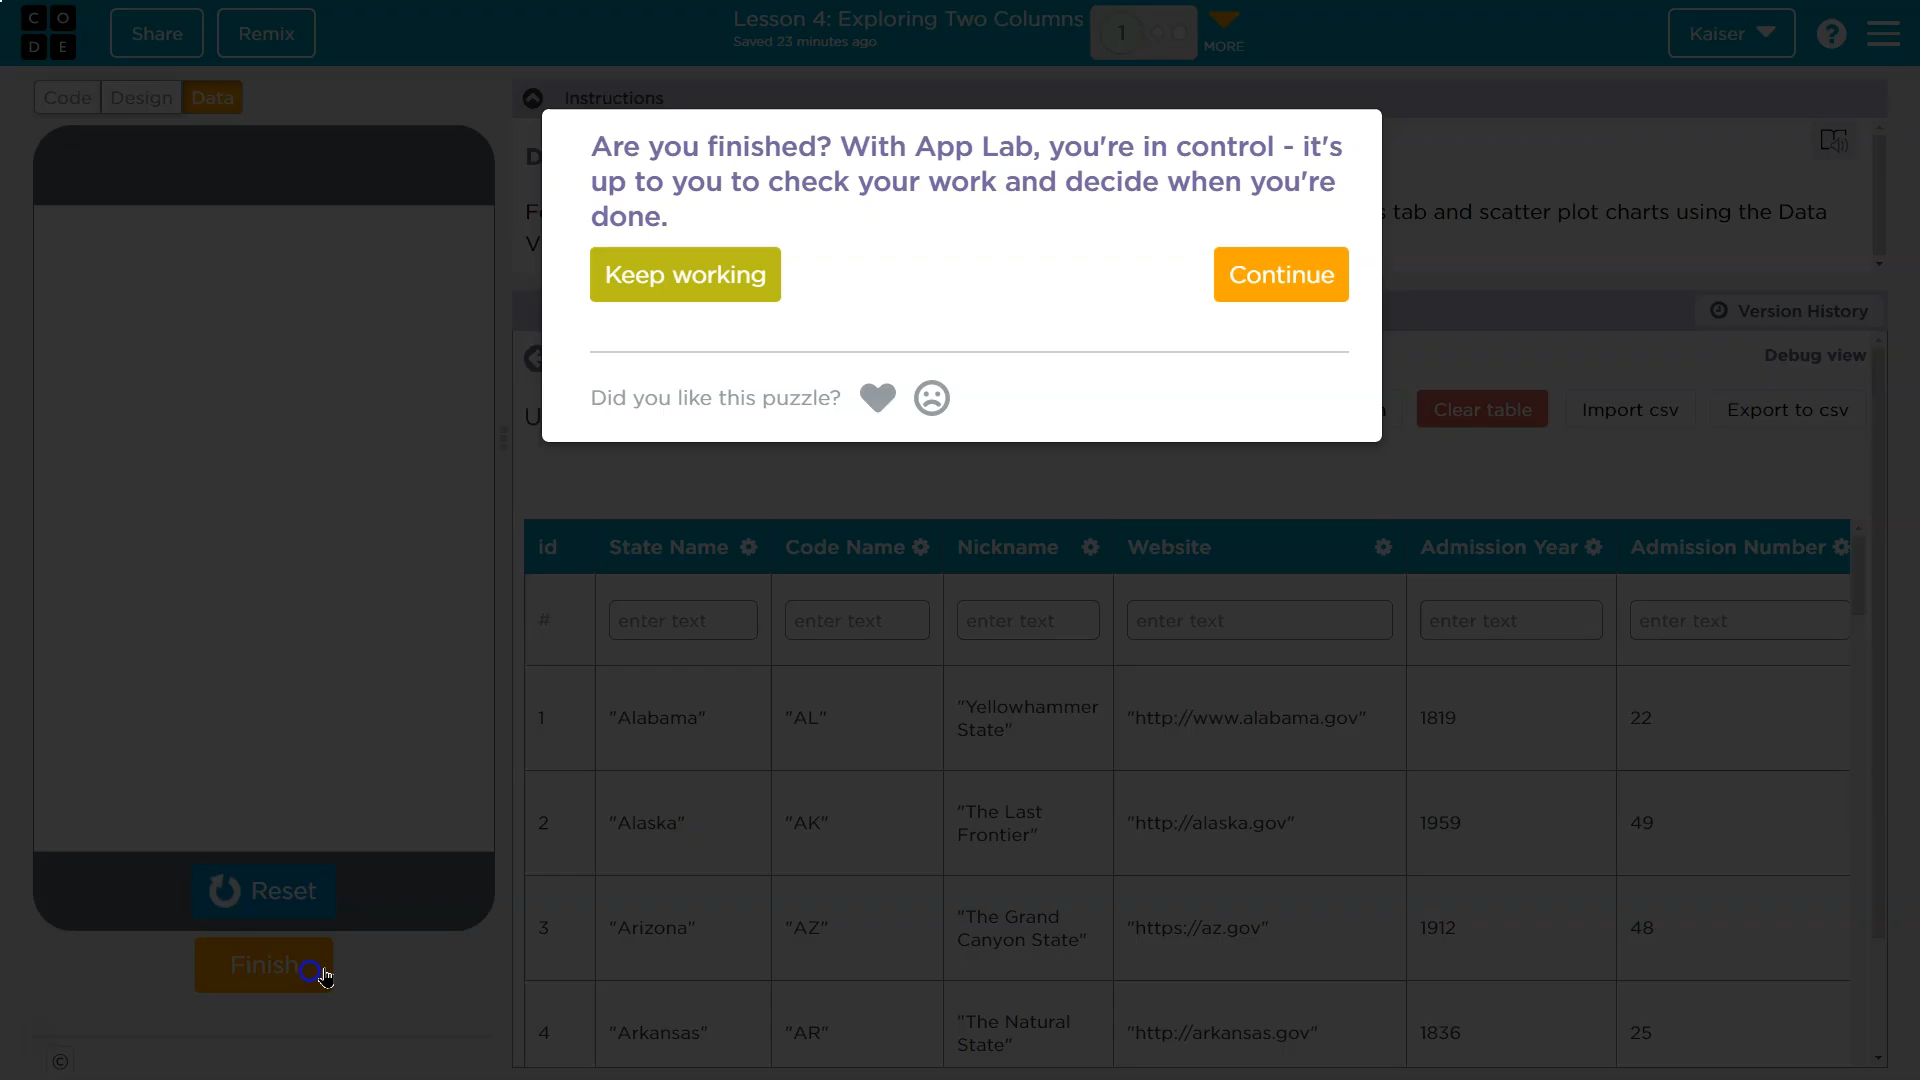 CODE
Share
Remix
Lesson 4: Exploring Two Columns
Saved 23 minutes ago
1
MORE
Kaiser
?
Code
Design
Data
Instructions
Are you finished? With App Lab, you're in control - it's
up to you to check your work and decide when you're
done.
Keep working
Continue
Did you like this puzzle?
s tab and scatter plot charts using the Data
Version History
Debug view
Clear table
Import csv
Export to csv
id
State Name
Code Name
Nickname
Website
Admission Year
Admission Number
#
enter text
enter text
enter text
enter text
enter text
enter text
1
"Alabama"
"AL"
"Yellowhammer
State"
"http://www.alabama.gov"
1819
22
2
"Alaska"
"AK"
"The Last
Frontier"
"http://alaska.gov"
1959
49
3
"Arizona"
"AZ"
"The Grand
Canyon State"
"https://az.gov"
1912
48
4
"Arkansas"
"AR"
"The Natural
State"
"http://arkansas.gov"
1836
25
Reset
Finish
©